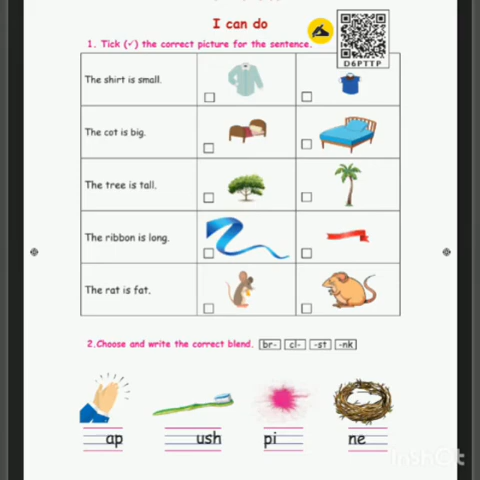 I can do
1. Tick (✓) the correct picture for the sentence.
D6PTTP
The shirt is small.
The cot is big.
The tree is tall.
The ribbon is long.
The rat is fat.
2.Choose and write the correct blend. br- cl- -st -nk
ap ush pi ne
inshot